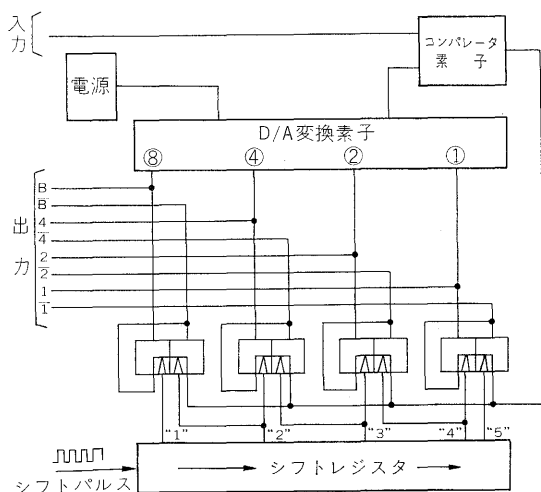 入力
コンパレータ
素子
電源
D/A変換素子
⑧ ④ ② ①
出力
B
B̅
4
4̅
2
2̅
1
1̅
"1" "2" "3" "4" "5"
シフトパルス
シフトレジスタ